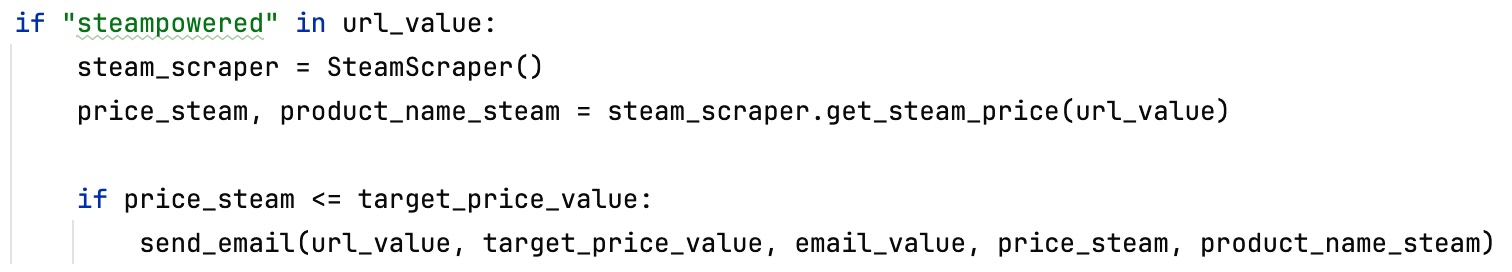 if "steampowered" in url_value:
    steam_scraper = SteamScraper()
    price_steam, product_name_steam = steam_scraper.get_steam_price(url_value)
    if price_steam <= target_price_value:
        send_email(url_value, target_price_value, email_value, price_steam, product_name_steam)